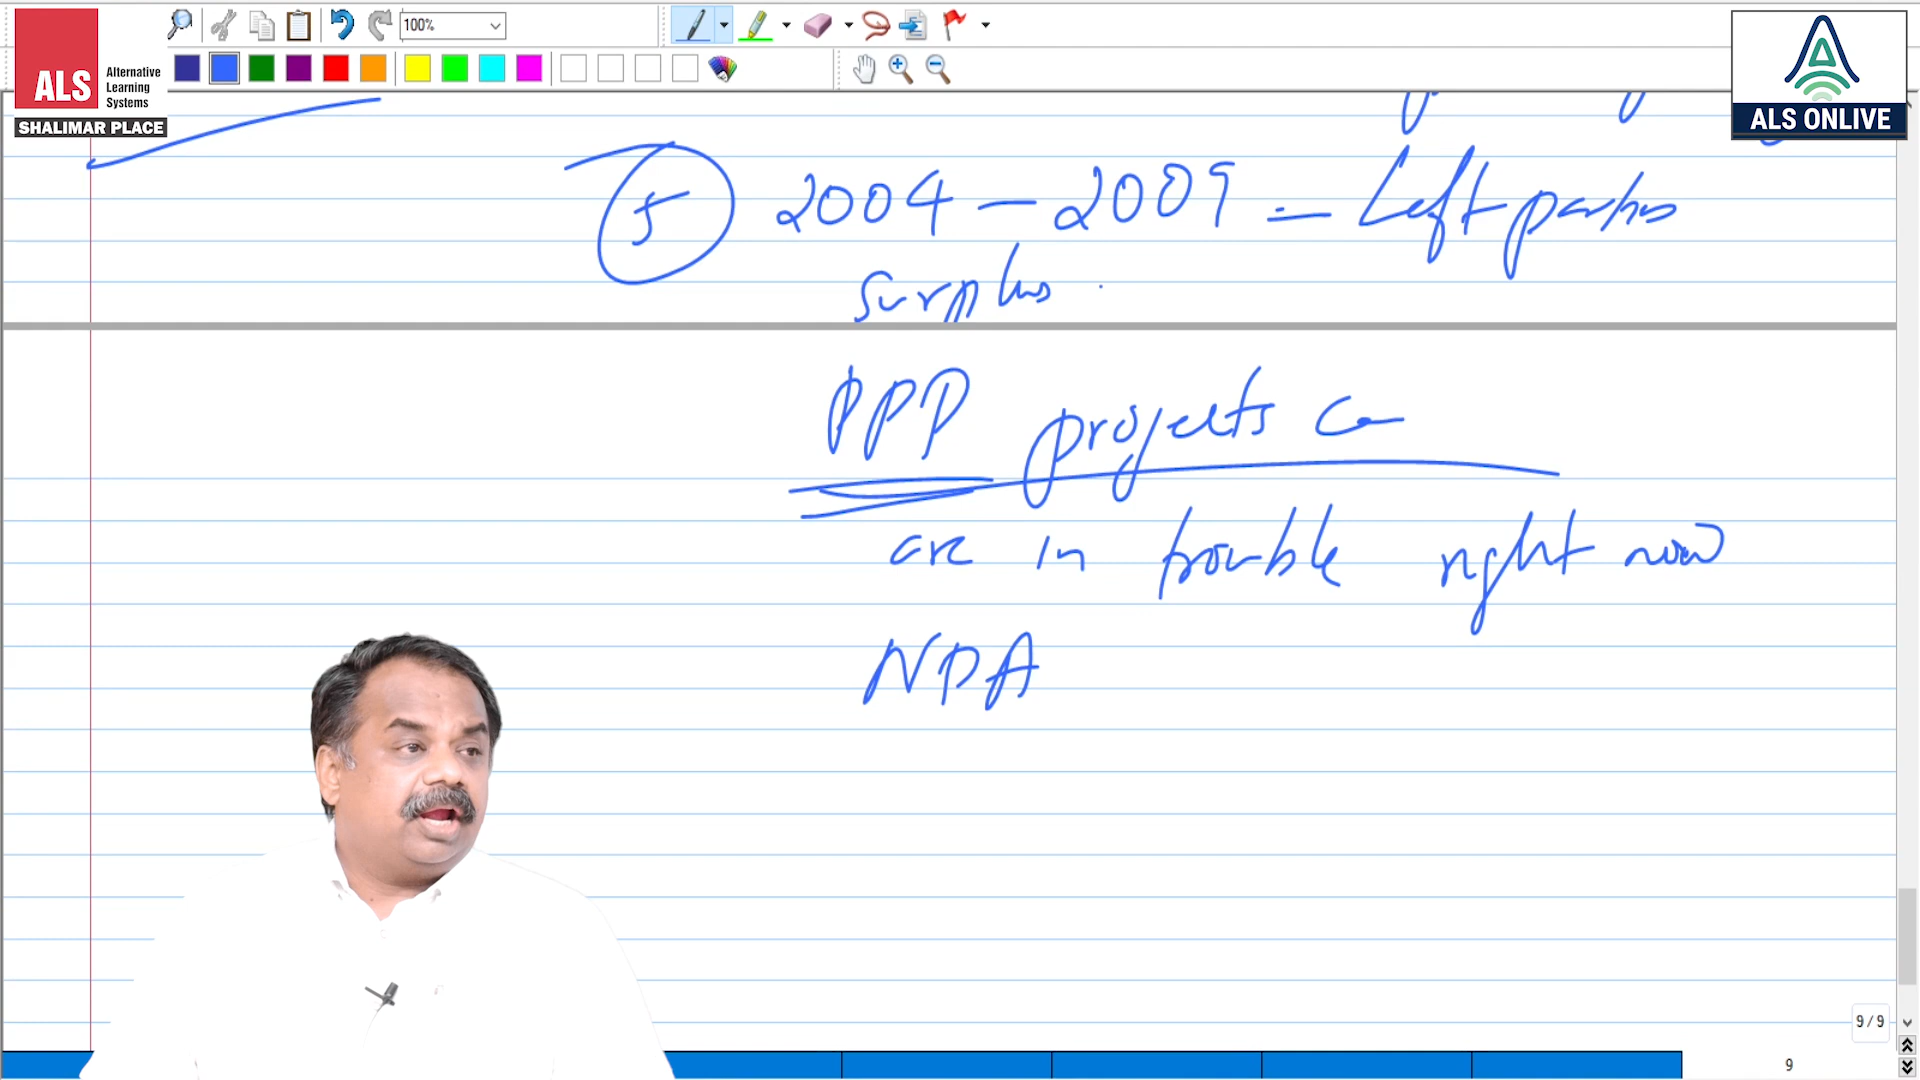 100%
ALS
Alternative
Learning
Systems
SHALIMAR PLACE
ALS ONLIVE
5 2004 - 2009 = Left parties
surplus.
PPP projects
are in trouble right now
NPA
9/9
9